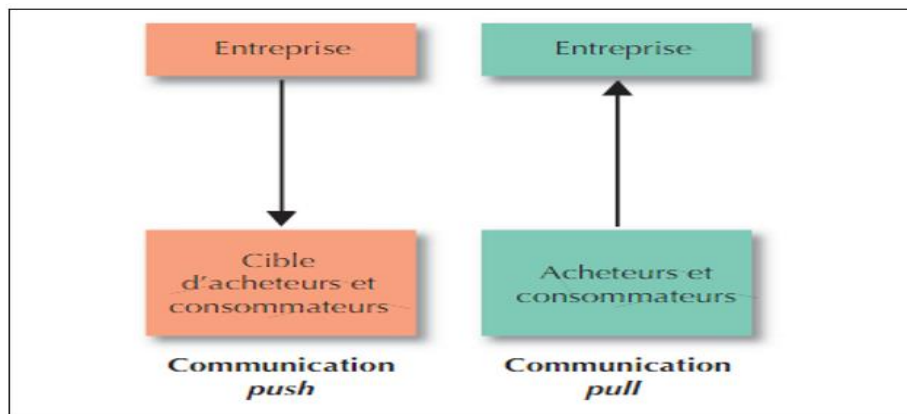 Entreprise
Cible
d'acheteurs et
consommateurs
Communication
push
Entreprise
Acheteurs et
consommateurs
Communication
pull